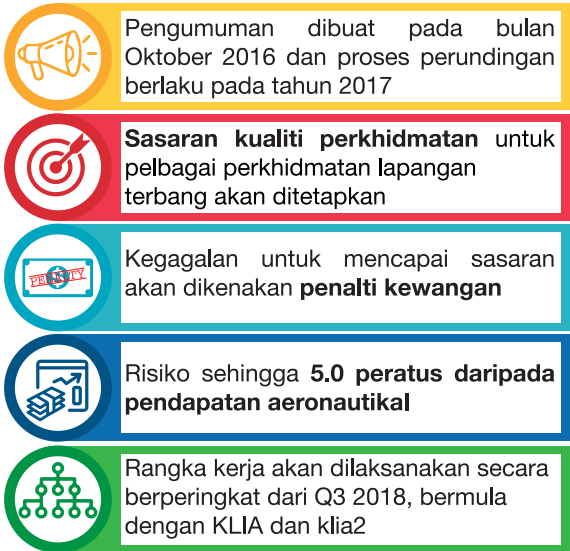 Pengumuman dibuat pada bulan
Oktober 2016 dan proses perundingan
berlaku pada tahun 2017
Sasaran kualiti perkhidmatan untuk
pelbagai perkhidmatan lapangan
terbang akan ditetapkan
PENALTY
Kegagalan untuk mencapai sasaran
akan dikenakan penalti kewangan
Risiko sehingga 5.0 peratus daripada
pendapatan aeronautikal
Rangka kerja akan dilaksanakan secara
berperingkat dari Q3 2018, bermula
dengan KLIA dan klia2